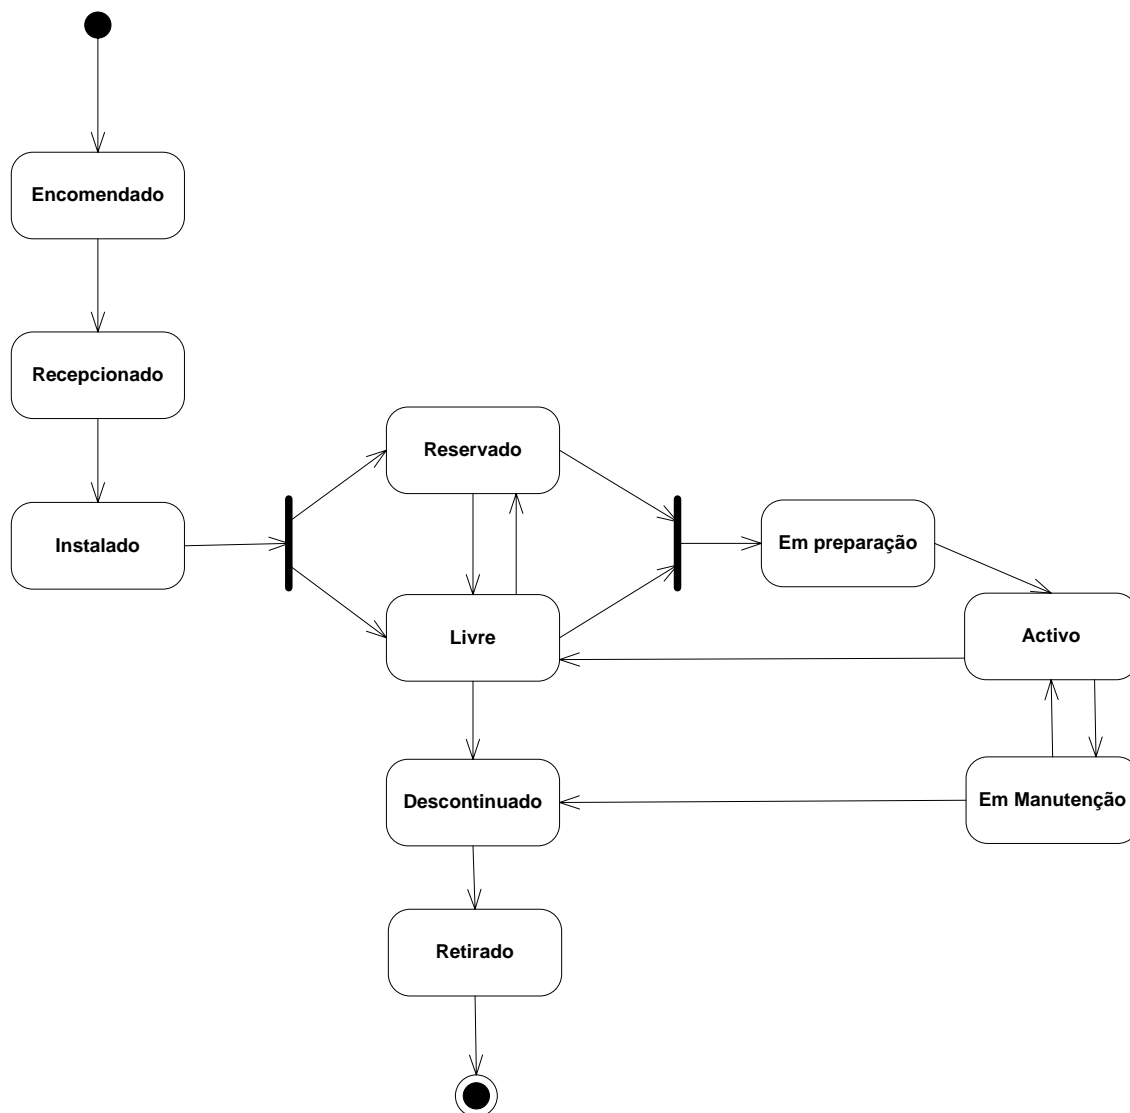 Encomendado
Recepcionado
Reservado
Instalado
Em preparação
Livre
Activo
Descontinuado
Em Manutenção
Retirado